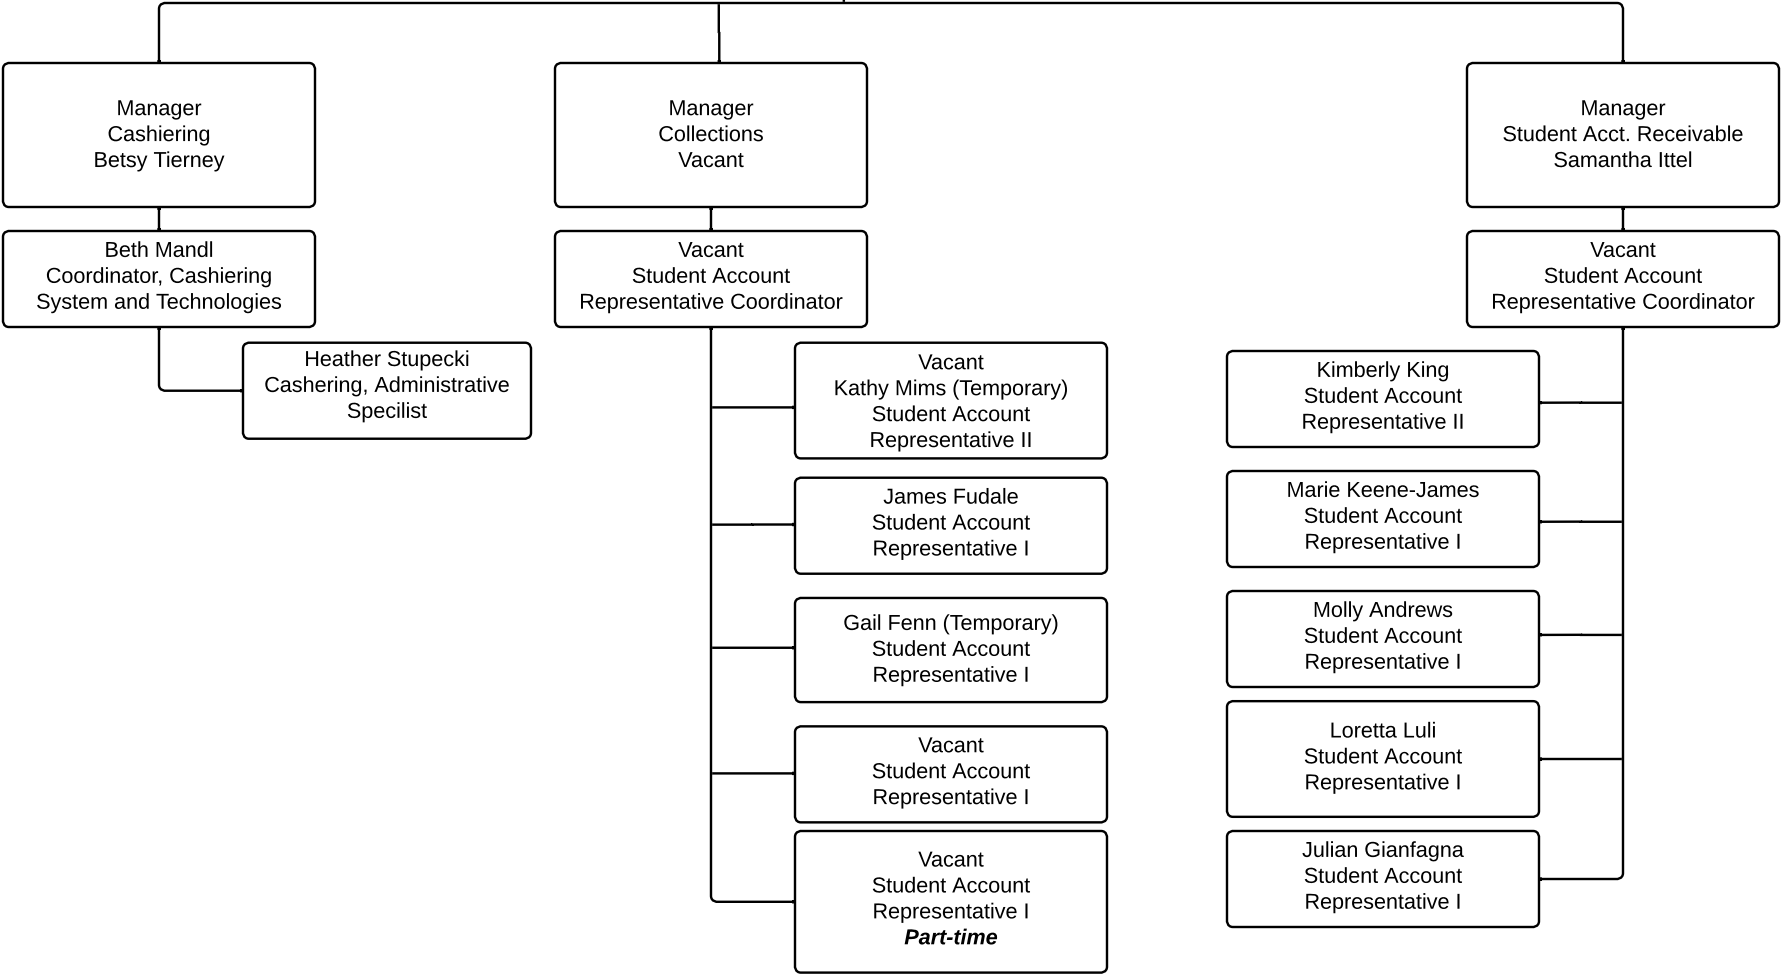 Manager
Cashiering
Betsy Tierney
Manager
Collections
Vacant
Manager
Student Acct. Receivable
Samantha Ittel
Beth Mandl
Coordinator, Cashiering
System and Technologies
Vacant
Student Account
Representative Coordinator
Vacant
Student Account
Representative Coordinator
Heather Stupecki
Cashering, Administrative
Specilist
Vacant
Kathy Mims (Temporary)
Student Account
Representative II
James Fudale
Student Account
Representative I
Gail Fenn (Temporary)
Student Account
Representative I
Vacant
Student Account
Representative I
Vacant
Student Account
Representative I
Part-time
Kimberly King
Student Account
Representative II
Marie Keene-James
Student Account
Representative I
Molly Andrews
Student Account
Representative I
Loretta Luli
Student Account
Representative I
Julian Gianfagna
Student Account
Representative I